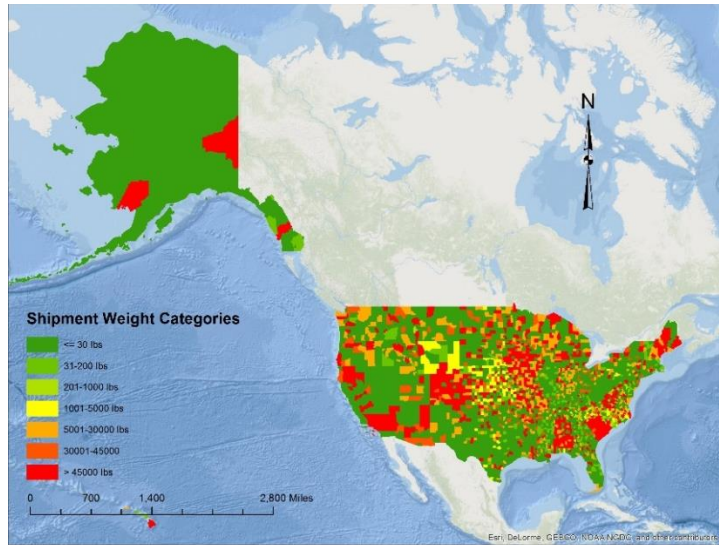 N
Shipment Weight Categories
<= 30 lbs
31-200 lbs
201-1000 lbs
1001-5000 lbs
5001-30000 lbs
30001-45000
> 45000 lbs
0 700 1,400 2,800 Miles
Esri, DeLorme, GEBCO, NOAA NGDC, and other contributors